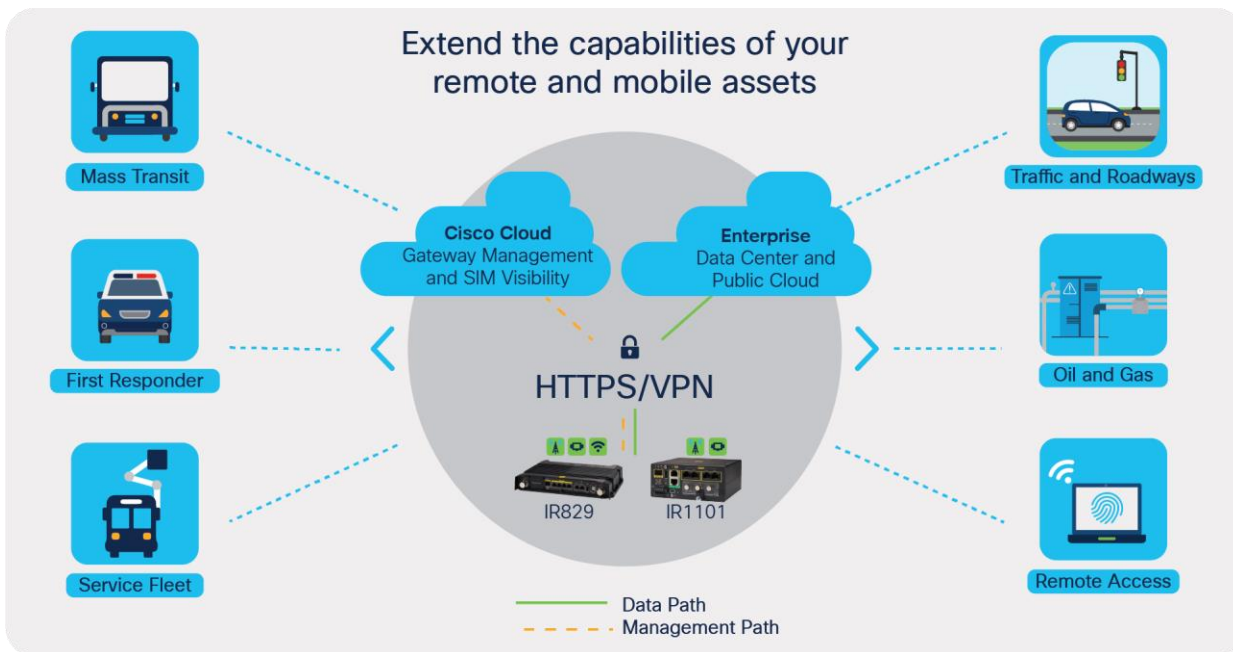 Extend the capabilities of your
remote and mobile assets
Mass Transit
First Responder
Service Fleet
Cisco Cloud
Gateway Management
and SIM Visibility
Enterprise
Data Center and
Public Cloud
HTTPS/VPN
IR829
IR1101
Traffic and Roadways
Oil and Gas
Remote Access
Data Path
Management Path